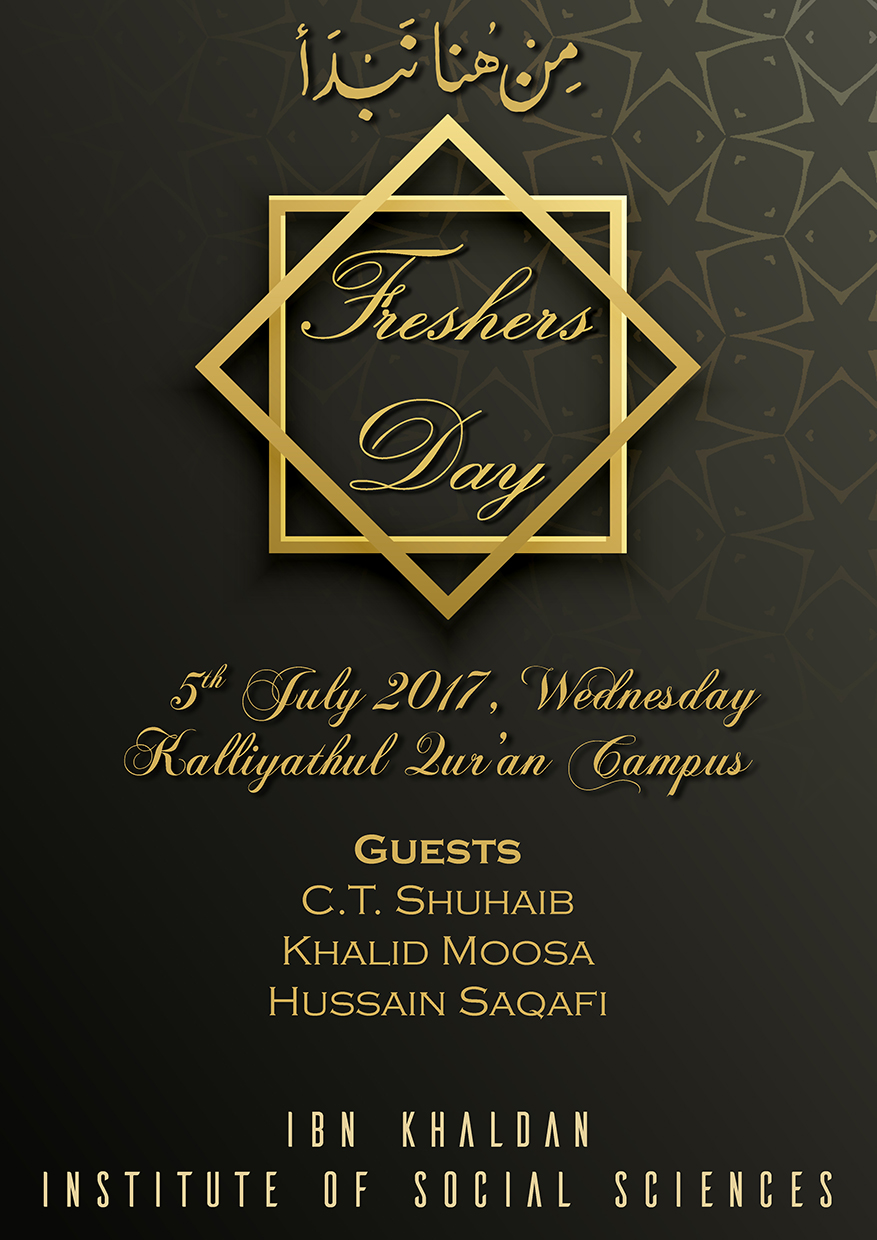 مِن هُنا نَبْدَأ
Freshers
Day
5th July 2017, Wednesday
Kalliyathul Qur'an Campus
GUESTS
C.T. SHUHAIB
KHALID MOOSA
HUSSAIN SAQAFI
IBN KHALDAN
INSTITUTE OF SOCIAL SCIENCES